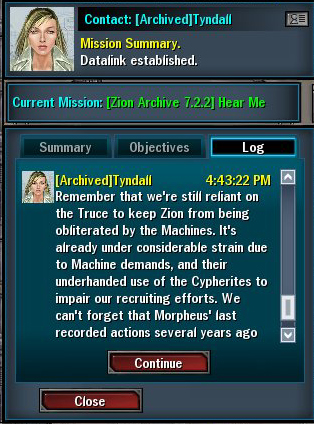 Contact: [Archived]Tyndall
Mission Summary.
Datalink established.
Current Mission: [Zion Archive 7.2.2] Hear Me
Summary
Objectives
Log
[Archived]Tyndall 4:43:22 PM
Remember that we're still reliant on
the Truce to keep Zion from being
obliterated by the Machines. It's
already under considerable strain due
to Machine demands, and their
underhanded use of the Cypherites to
impair our recruiting efforts. We
can't forget that Morpheus' last
recorded actions several years ago
Continue
Close